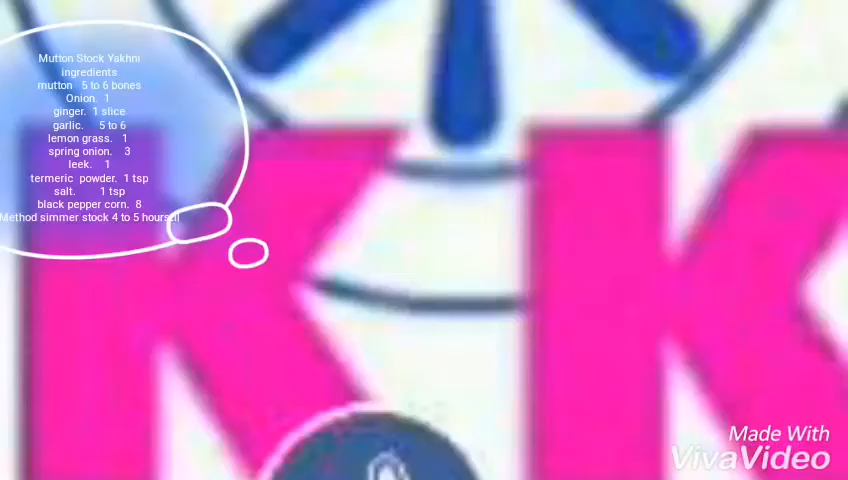 Mutton Stock Yakhni
ingredients
mutton 5 to 6 bones
Onion. 1
ginger. 1 slice
garlic. 5 to 6
lemon grass. 1
spring onion. 3
leek. 1
termeric powder. 1 tsp
salt. 1 tsp
black pepper corn. 8
Method simmer stock 4 to 5 hours
K K
Made With
VivaVideo